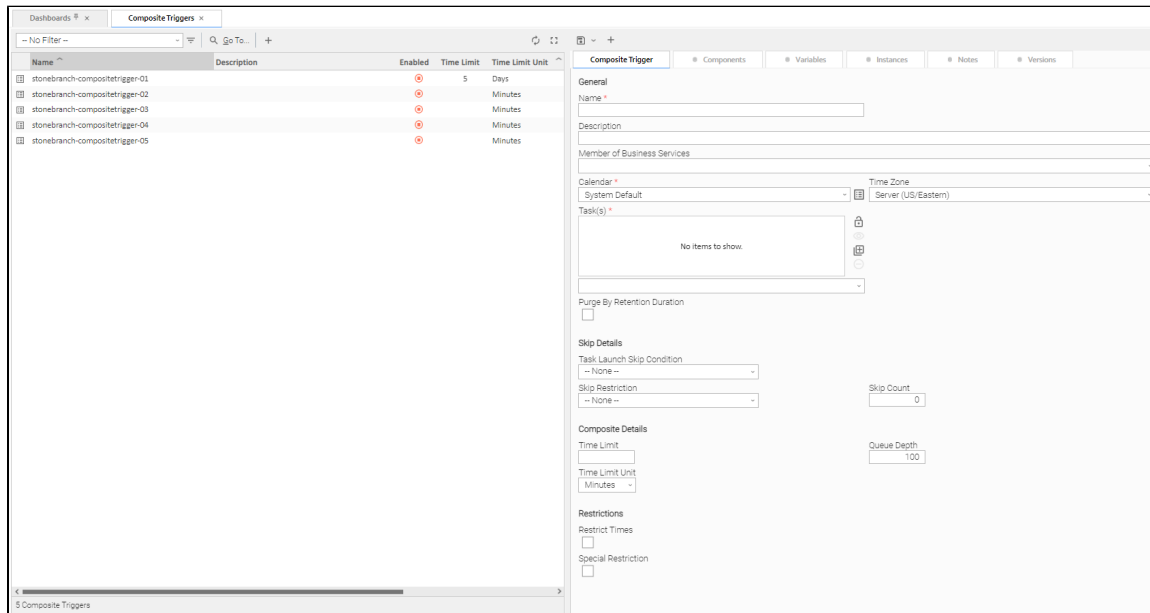 Dashboards
Composite Triggers
-- No Filter --
Go To...
Name Description Enabled Time Limit Time Limit Unit
stonebranch-compositetrigger-01 5 Days
stonebranch-compositetrigger-02 Minutes
stonebranch-compositetrigger-03 Minutes
stonebranch-compositetrigger-04 Minutes
stonebranch-compositetrigger-05 Minutes
5 Composite Triggers
Composite Trigger Components Variables Instances Notes Versions
General
Name *
Description
Member of Business Services
Calendar * Time Zone
System Default Server (US/Eastern)
Task(s) *
No items to show.
Purge By Retention Duration
Skip Details
Task Launch Skip Condition
-- None --
Skip Restriction Skip Count
-- None -- 0
Composite Details
Time Limit Queue Depth
100
Time Limit Unit
Minutes
Restrictions
Restrict Times
Special Restriction